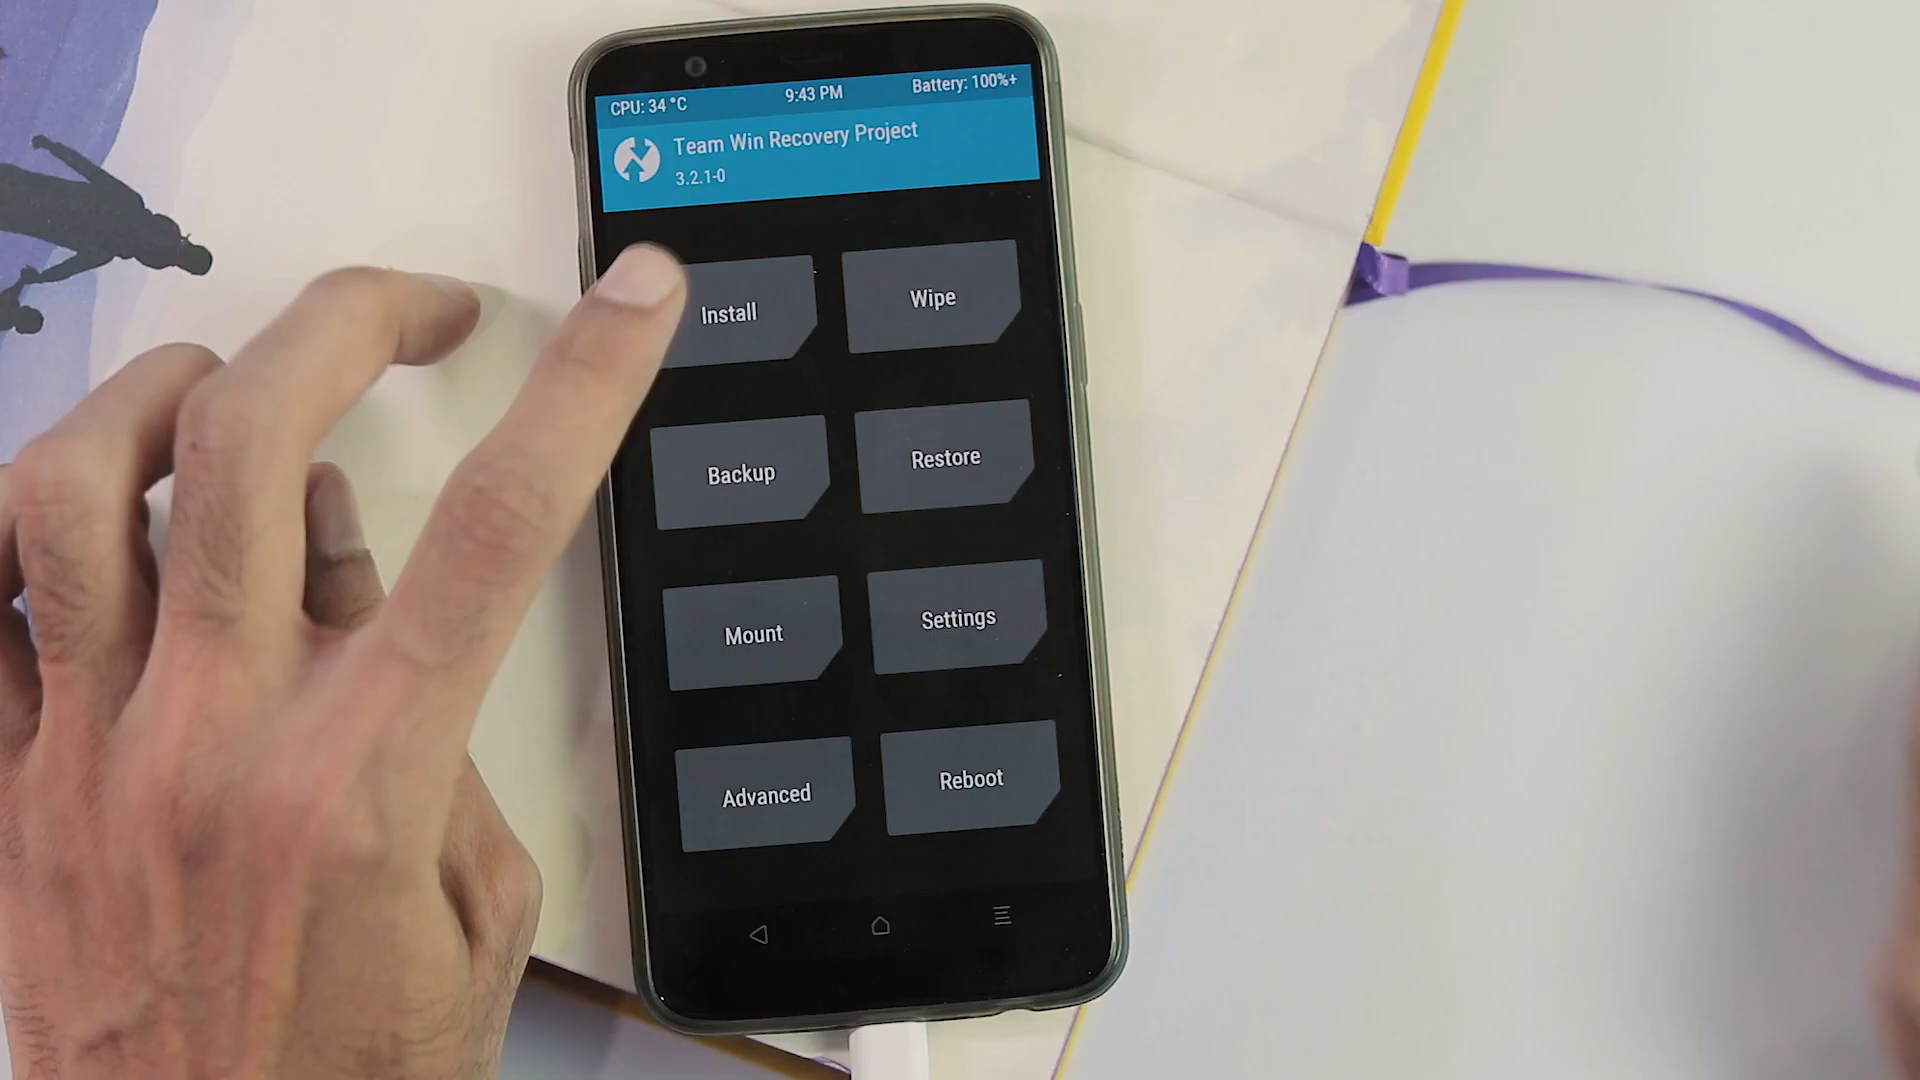 CPU: 34 °C 9:43 PM Battery: 100%+
Team Win Recovery Project
3.2.1-0
Install Wipe
Backup Restore
Mount Settings
Advanced Reboot